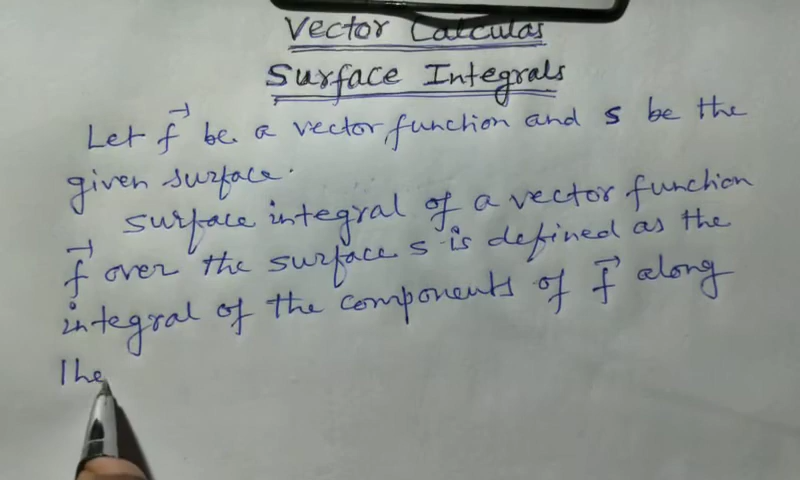 Vector Calculas
Surface Integrals
Let f⃗ be a vector function and s be the
given surface.
surface integral of a vector function
f⃗ over the surface s is defined as the
integral of the components of f⃗ along
The